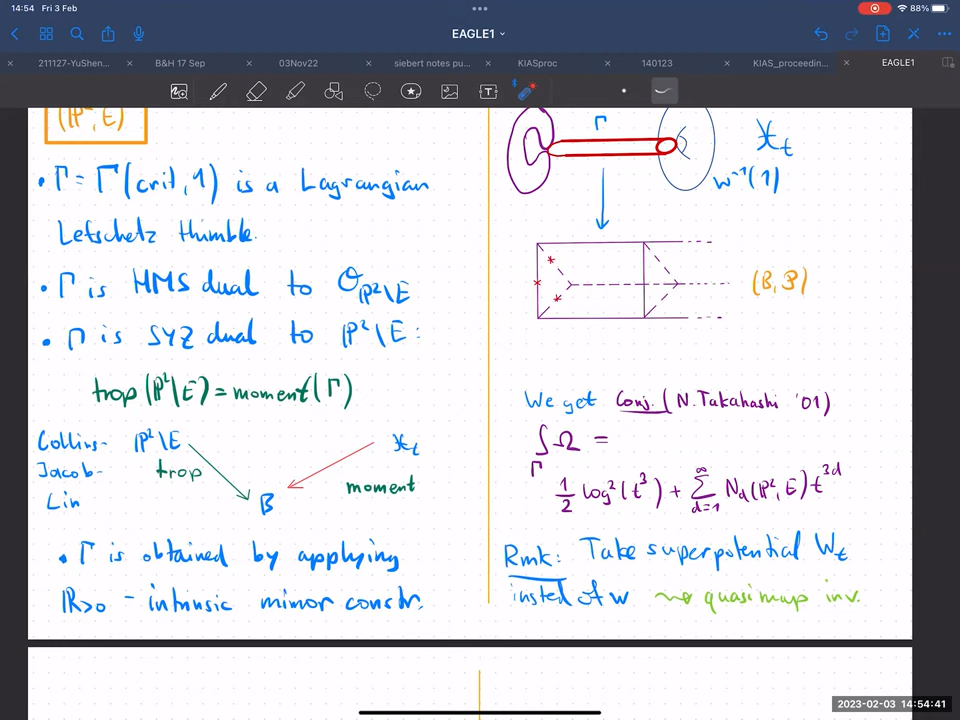 14:54 Fri 3 Feb
88%
EAGLE1
211127-YuShen...
B&H 17 Sep
03Nov22
siebert notes pu...
KIASproc
140123
KIAS_proceedin...
EAGLE1
(ℙ², E)
• Γ = Γ(crit, 1) is a Lagrangian
Lefschetz thimble.
• Γ is HMS dual to 𝒪_{ℙ²\E}
• Γ is SYZ dual to ℙ²\E :
trop(ℙ²\E) = moment(Γ)
Collins-
Jacob-
Lin
ℙ²\E
𝒳_t
trop
moment
B
• Γ is obtained by applying
ℝ>0 - intrinsic mirror constr.
Γ
𝒳_t
W⁻¹(1)
(B, 𝒫)
We get Conj. (N. Takahashi '01)
∫_Γ Ω =
1/2 log²(t³) + ∑_{d=1}^∞ N_d(ℙ², E) t^{3d}
Rmk: Take superpotential W_t
insted of W ⇝ quasimap inv.
2023-02-03 14:54:41